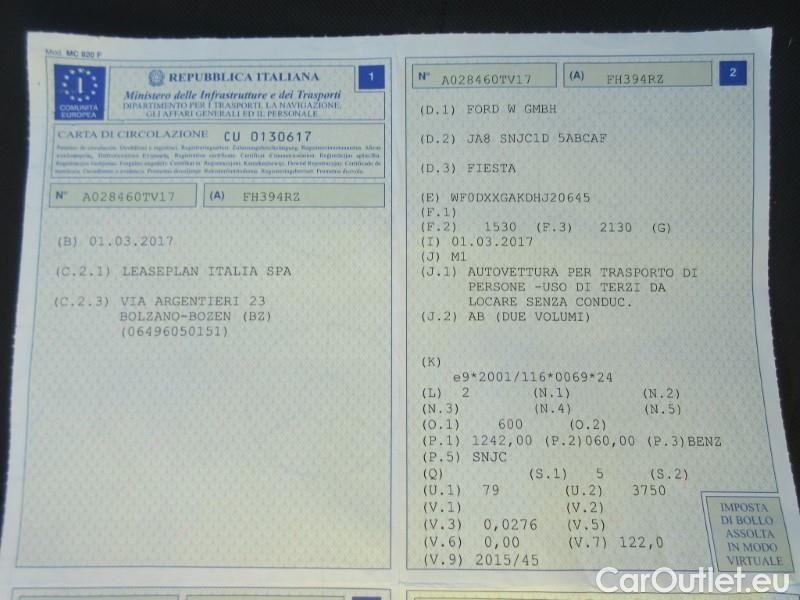 Mod. MC 820 F
COMUNITÀ
EUROPEA
REPUBBLICA ITALIANA
1
Ministero delle Infrastrutture e dei Trasporti
DIPARTIMENTO PER I TRASPORTI, LA NAVIGAZIONE,
GLI AFFARI GENERALI ED IL PERSONALE
CARTA DI CIRCOLAZIONE CU 0130617
N° A028460TV17 (A) FH394RZ
(B) 01.03.2017
(C.2.1) LEASEPLAN ITALIA SPA
(C.2.3) VIA ARGENTIERI 23
BOLZANO-BOZEN (BZ)
(06496050151)
N° A028460TV17 (A) FH394RZ 2
(D.1) FORD W GMBH
(D.2) JA8 SNJC1D 5ABCAF
(D.3) FIESTA
(E) WF0DXXGAKDHJ20645
(F.1)
(F.2) 1530 (F.3) 2130 (G)
(I) 01.03.2017
(J) M1
(J.1) AUTOVETTURA PER TRASPORTO DI
PERSONE -USO DI TERZI DA
LOCARE SENZA CONDUC.
(J.2) AB (DUE VOLUMI)
(K)
e9*2001/116*0069*24
(L) 2 (N.1) (N.2)
(N.3) (N.4) (N.5)
(O.1) 600 (O.2)
(P.1) 1242,00 (P.2)060,00 (P.3)BENZ
(P.5) SNJC
(Q) (S.1) 5 (S.2)
(U.1) 79 (U.2) 3750
(V.1) (V.2)
(V.3) 0,0276 (V.5)
(V.6) 0,00 (V.7) 122,0
(V.9) 2015/45
IMPOSTA
DI BOLLO
ASSOLTA
IN MODO
VIRTUALE
CarOutlet.eu